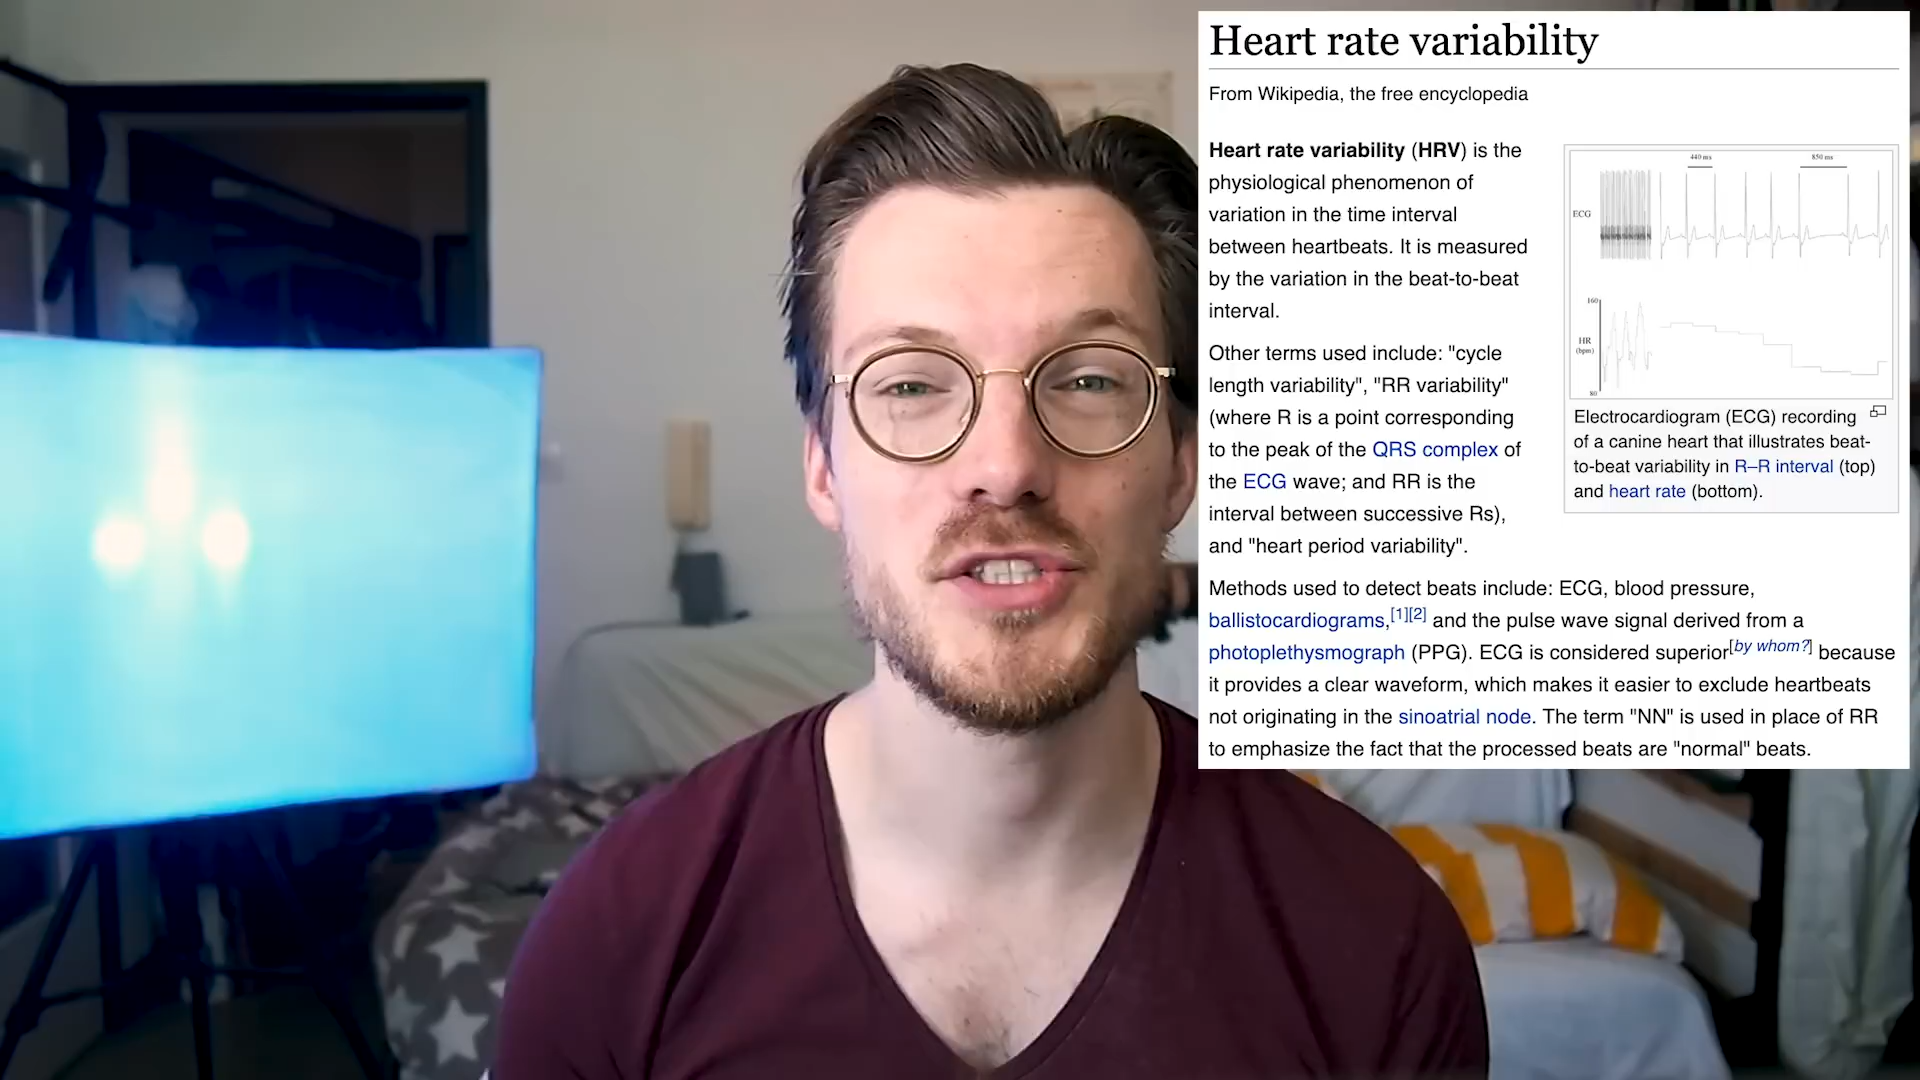 Heart rate variability
From Wikipedia, the free encyclopedia
Heart rate variability (HRV) is the
physiological phenomenon of
variation in the time interval
between heartbeats. It is measured
by the variation in the beat-to-beat
interval.
Other terms used include: "cycle
length variability", "RR variability"
(where R is a point corresponding
to the peak of the QRS complex of
the ECG wave; and RR is the
interval between successive Rs),
and "heart period variability".
440 ms
850 ms
ECG
160
HR
(bpm)
80
Electrocardiogram (ECG) recording
of a canine heart that illustrates beat-
to-beat variability in R–R interval (top)
and heart rate (bottom).
Methods used to detect beats include: ECG, blood pressure,
ballistocardiograms,[1][2] and the pulse wave signal derived from a
photoplethysmograph (PPG). ECG is considered superior[by whom?] because
it provides a clear waveform, which makes it easier to exclude heartbeats
not originating in the sinoatrial node. The term "NN" is used in place of RR
to emphasize the fact that the processed beats are "normal" beats.